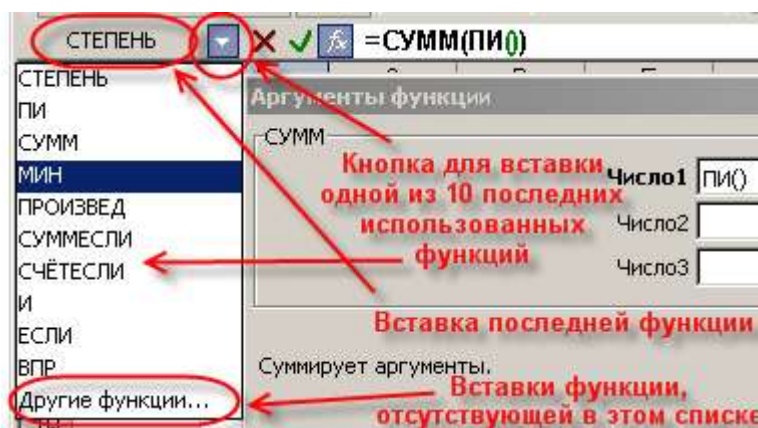 СТЕПЕНЬ fx =СУММ(ПИ())
СТЕПЕНЬ
ПИ
СУММ
МИН
ПРОИЗВЕД
СУММЕСЛИ
СЧЁТЕСЛИ
И
ЕСЛИ
ВПР
Другие функции...
Аргументы функции
СУММ
Кнопка для вставки
одной из 10 последних
использованных
функций
Число1 ПИ()
Число2
Число3
Вставка последней функции
Суммирует аргументы.
Вставки функции,
отсутствующей в этом списке